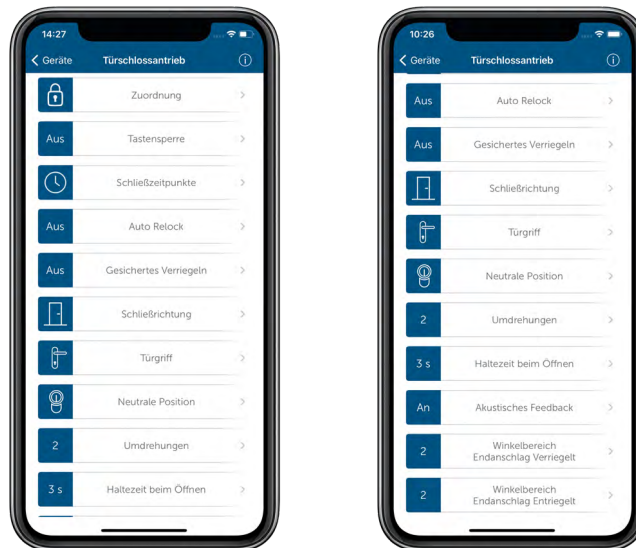 14:27
Geräte
Türschlossantrieb
Zuordnung
Aus
Tastensperre
Schließzeitpunkte
Aus
Auto Relock
Aus
Gesichertes Verriegeln
Schließrichtung
Türgriff
Neutrale Position
2
Umdrehungen
3 s
Haltezeit beim Öffnen
10:26
Geräte
Türschlossantrieb
Aus
Auto Relock
Aus
Gesichertes Verriegeln
Schließrichtung
Türgriff
Neutrale Position
2
Umdrehungen
3 s
Haltezeit beim Öffnen
An
Akustisches Feedback
2
Winkelbereich
Endanschlag Verriegelt
2
Winkelbereich
Endanschlag Entriegelt